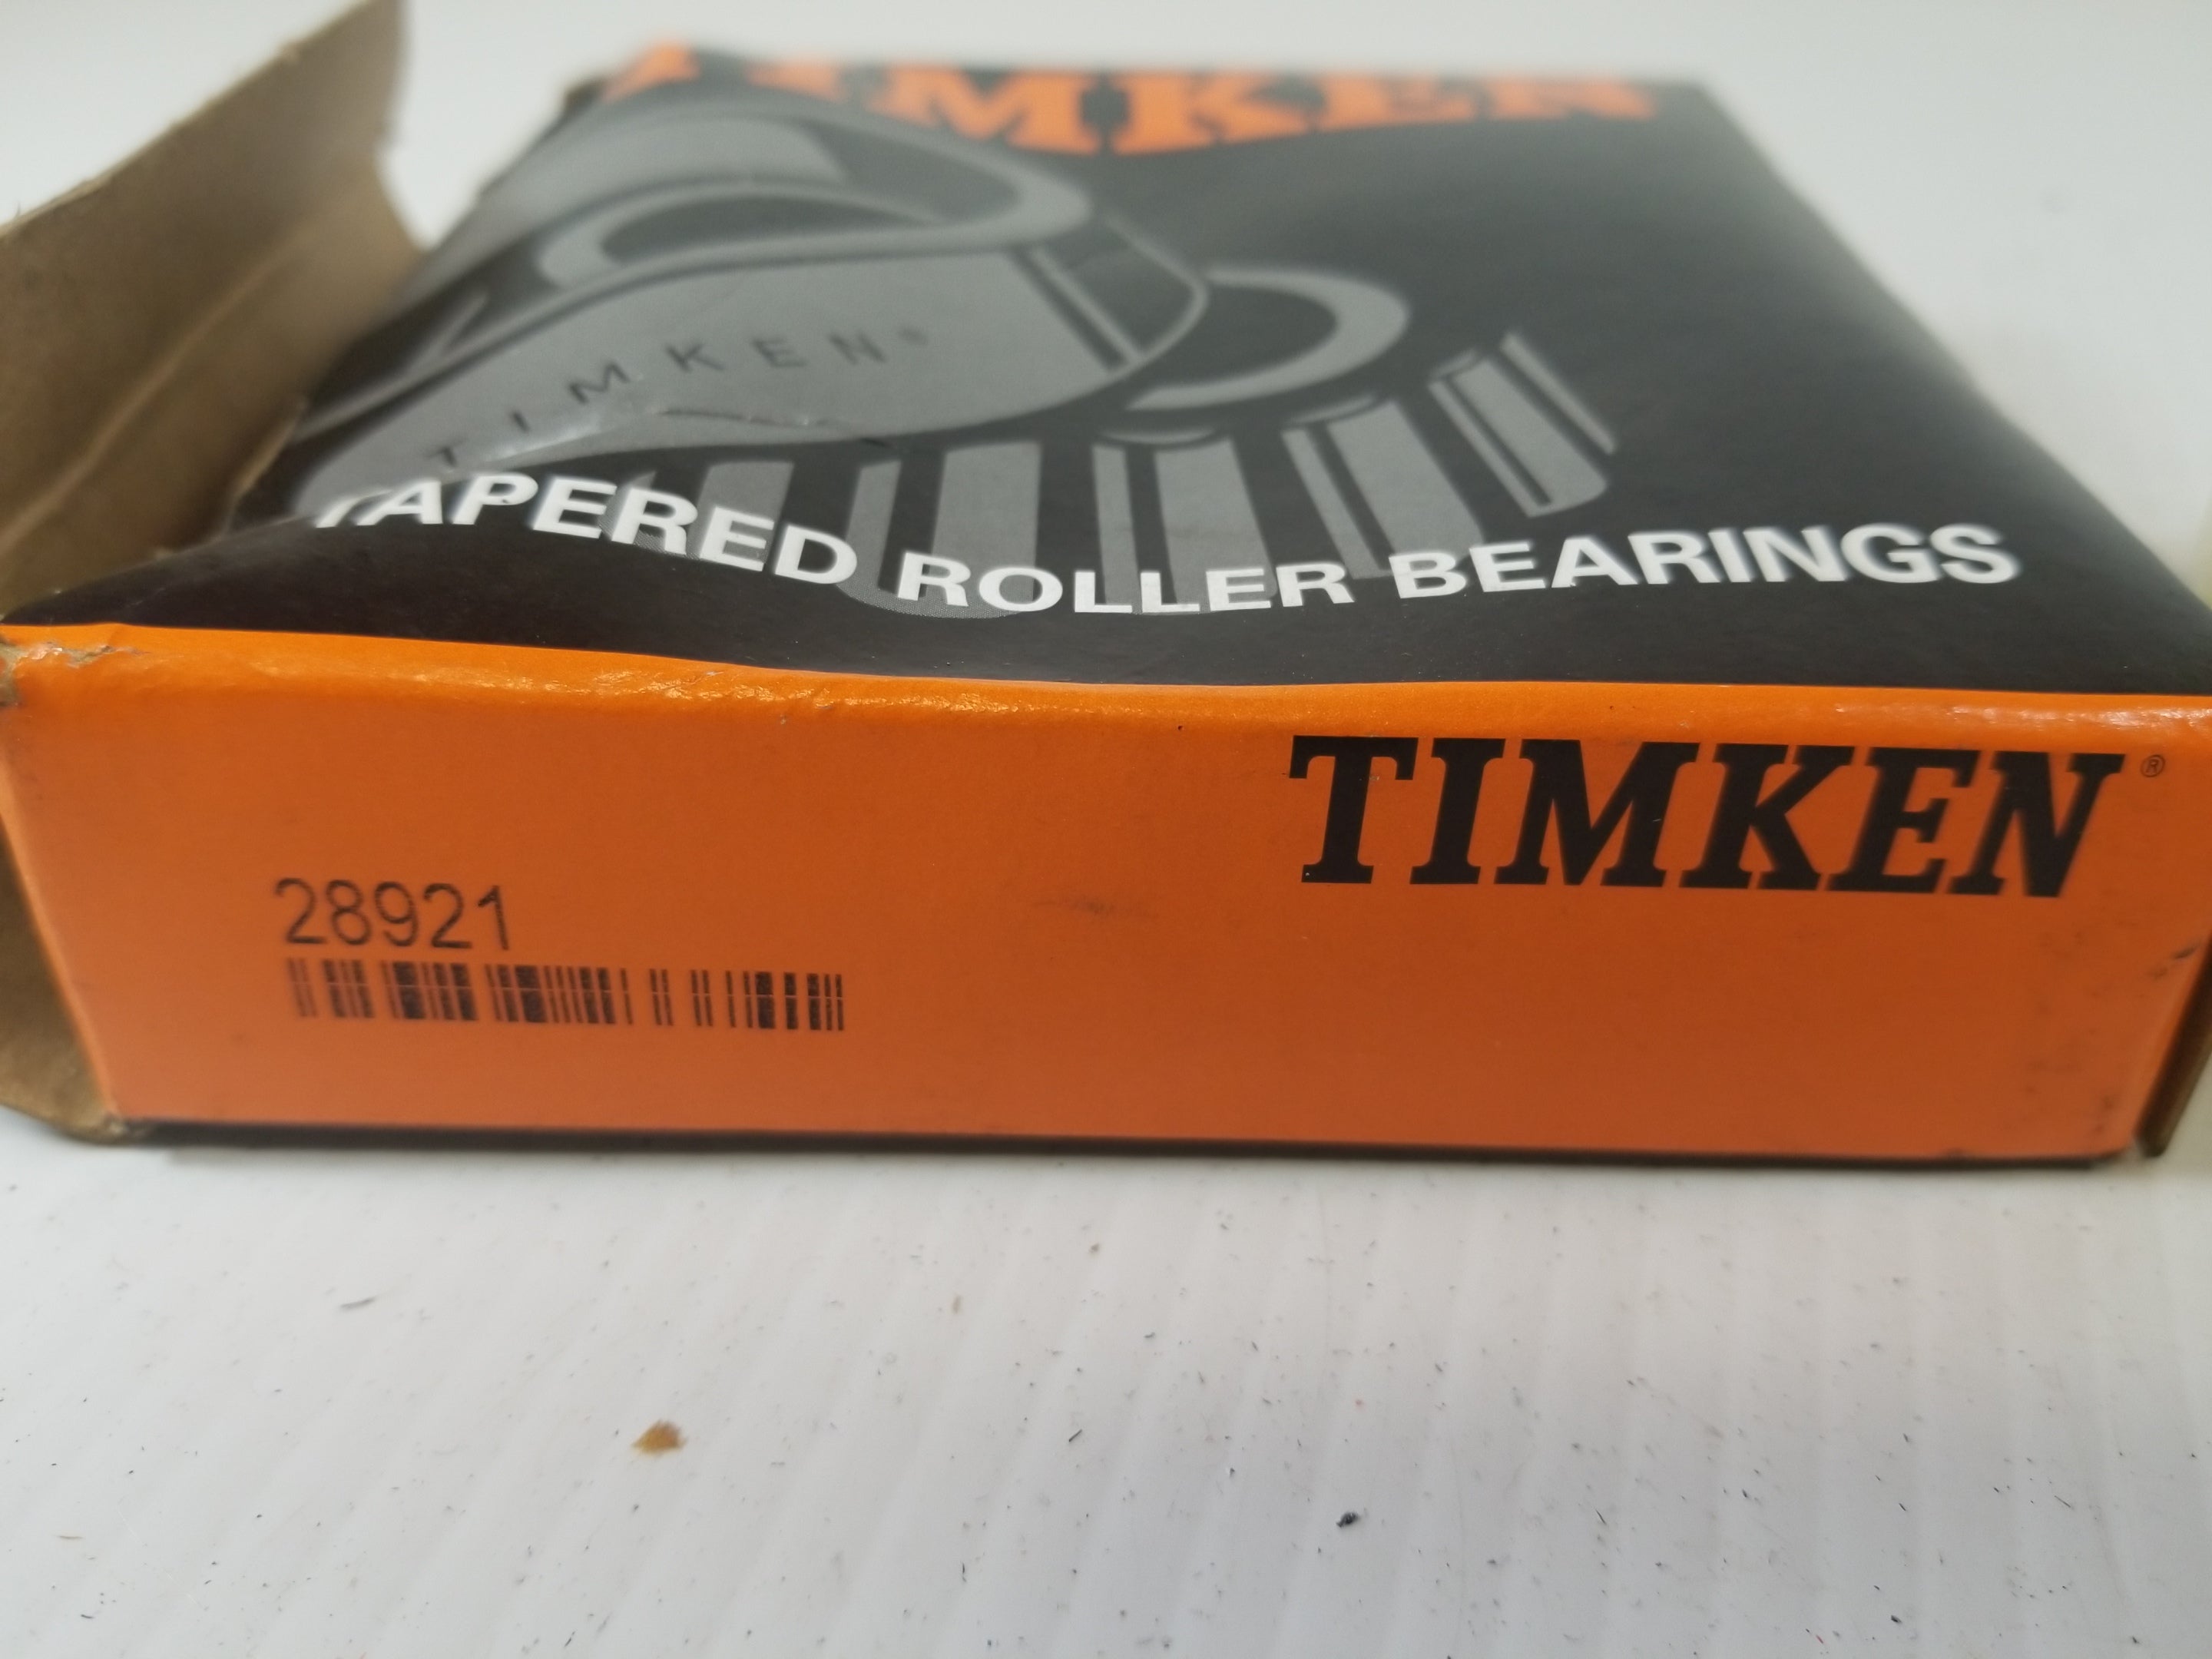 TIMKEN
TIMKEN®
TAPERED ROLLER BEARINGS
TIMKEN®
28921